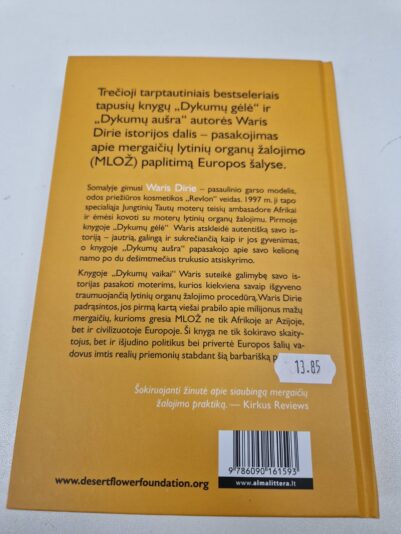 Trečioji tarptautiniais bestseleriais
tapusių knygų „Dykumų gėlė“ ir
„Dykumų aušra“ autorės Waris
Dirie istorijos dalis – pasakojimas
apie mergaičių lytinių organų žalojimo
(MLOŽ) paplitimą Europos šalyse.
Somalyje gimusi Waris Dirie – pasaulinio garso modelis,
odos priežiūros kosmetikos „Revlon“ veidas. 1997 m. ji tapo
specialiąja Jungtinių Tautų moterų teisių ambasadore Afrikai
ir ėmėsi kovoti su moterų lytinių organų žalojimu. Pirmoje
knygoje „Dykumų gėlė“ Waris atskleidė autentišką savo is-
toriją – jautrią, galingą ir sukrečiančią kaip ir jos gyvenimas,
o knygoje „Dykumų aušra“ papasakojo apie savo kelionę
namo po du dešimtmečius trukusio atsiskyrimo.
Knygoje „Dykumų vaikai“ Waris suteikė galimybę savo is-
torijas pasakoti moterims, kurios kiekviena savaip išgyveno
traumuojančią lytinių organų žalojimo procedūrą. Waris Dirie
padrąsintos, jos pirmą kartą viešai prabilo apie milijonus mažų
mergaičių, kurioms gresia MLOŽ ne tik Afrikoje ar Azijoje,
bet ir civilizuotoje Europoje. Ši knyga ne tik šokiravo skaity-
tojus, bet ir išjudino politikus bei privertė Europos šalių va-
dovus imtis realių priemonių stabdant šią barbarišką p
13.85
Šokiruojanti žinutė apie siaubingą mergaičių
žalojimo praktiką. — Kirkus Reviews
9 786090 161593
www.desertflowerfoundation.org
www.almalittera.lt